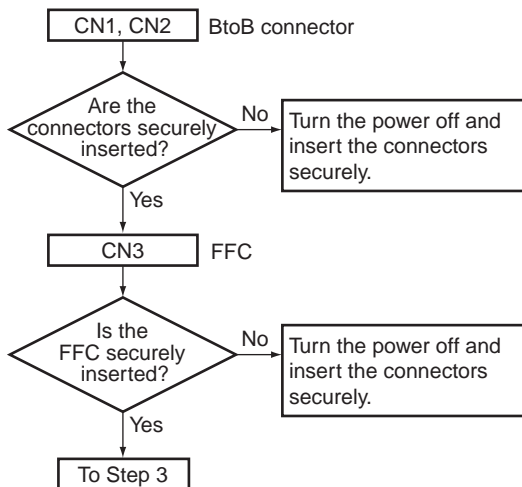 CN1, CN2 BtoB connector
Are the
connectors securely
inserted?
No
Turn the power off and
insert the connectors
securely.
Yes
CN3 FFC
Is the
FFC securely
inserted?
No
Turn the power off and
insert the connectors
securely.
Yes
To Step 3